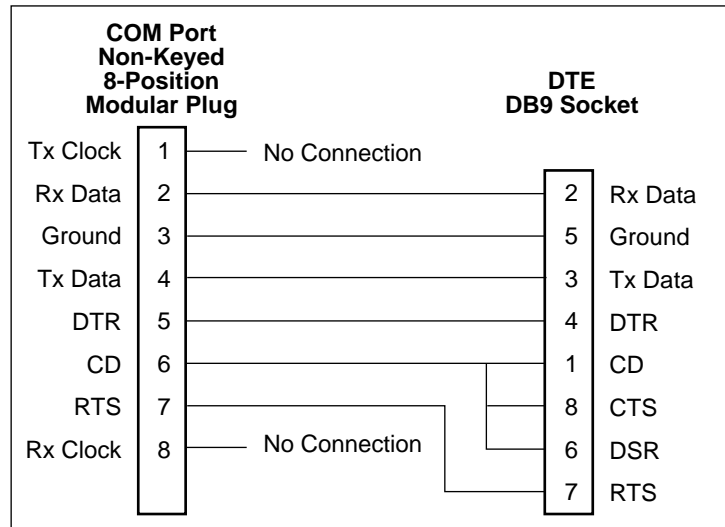 COM Port
Non-Keyed
8-Position
Modular Plug
DTE
DB9 Socket
Tx Clock 1 No Connection
Rx Data 2 2 Rx Data
Ground 3 5 Ground
Tx Data 4 3 Tx Data
DTR 5 4 DTR
CD 6 1 CD
RTS 7 8 CTS
Rx Clock 8 No Connection 6 DSR
7 RTS